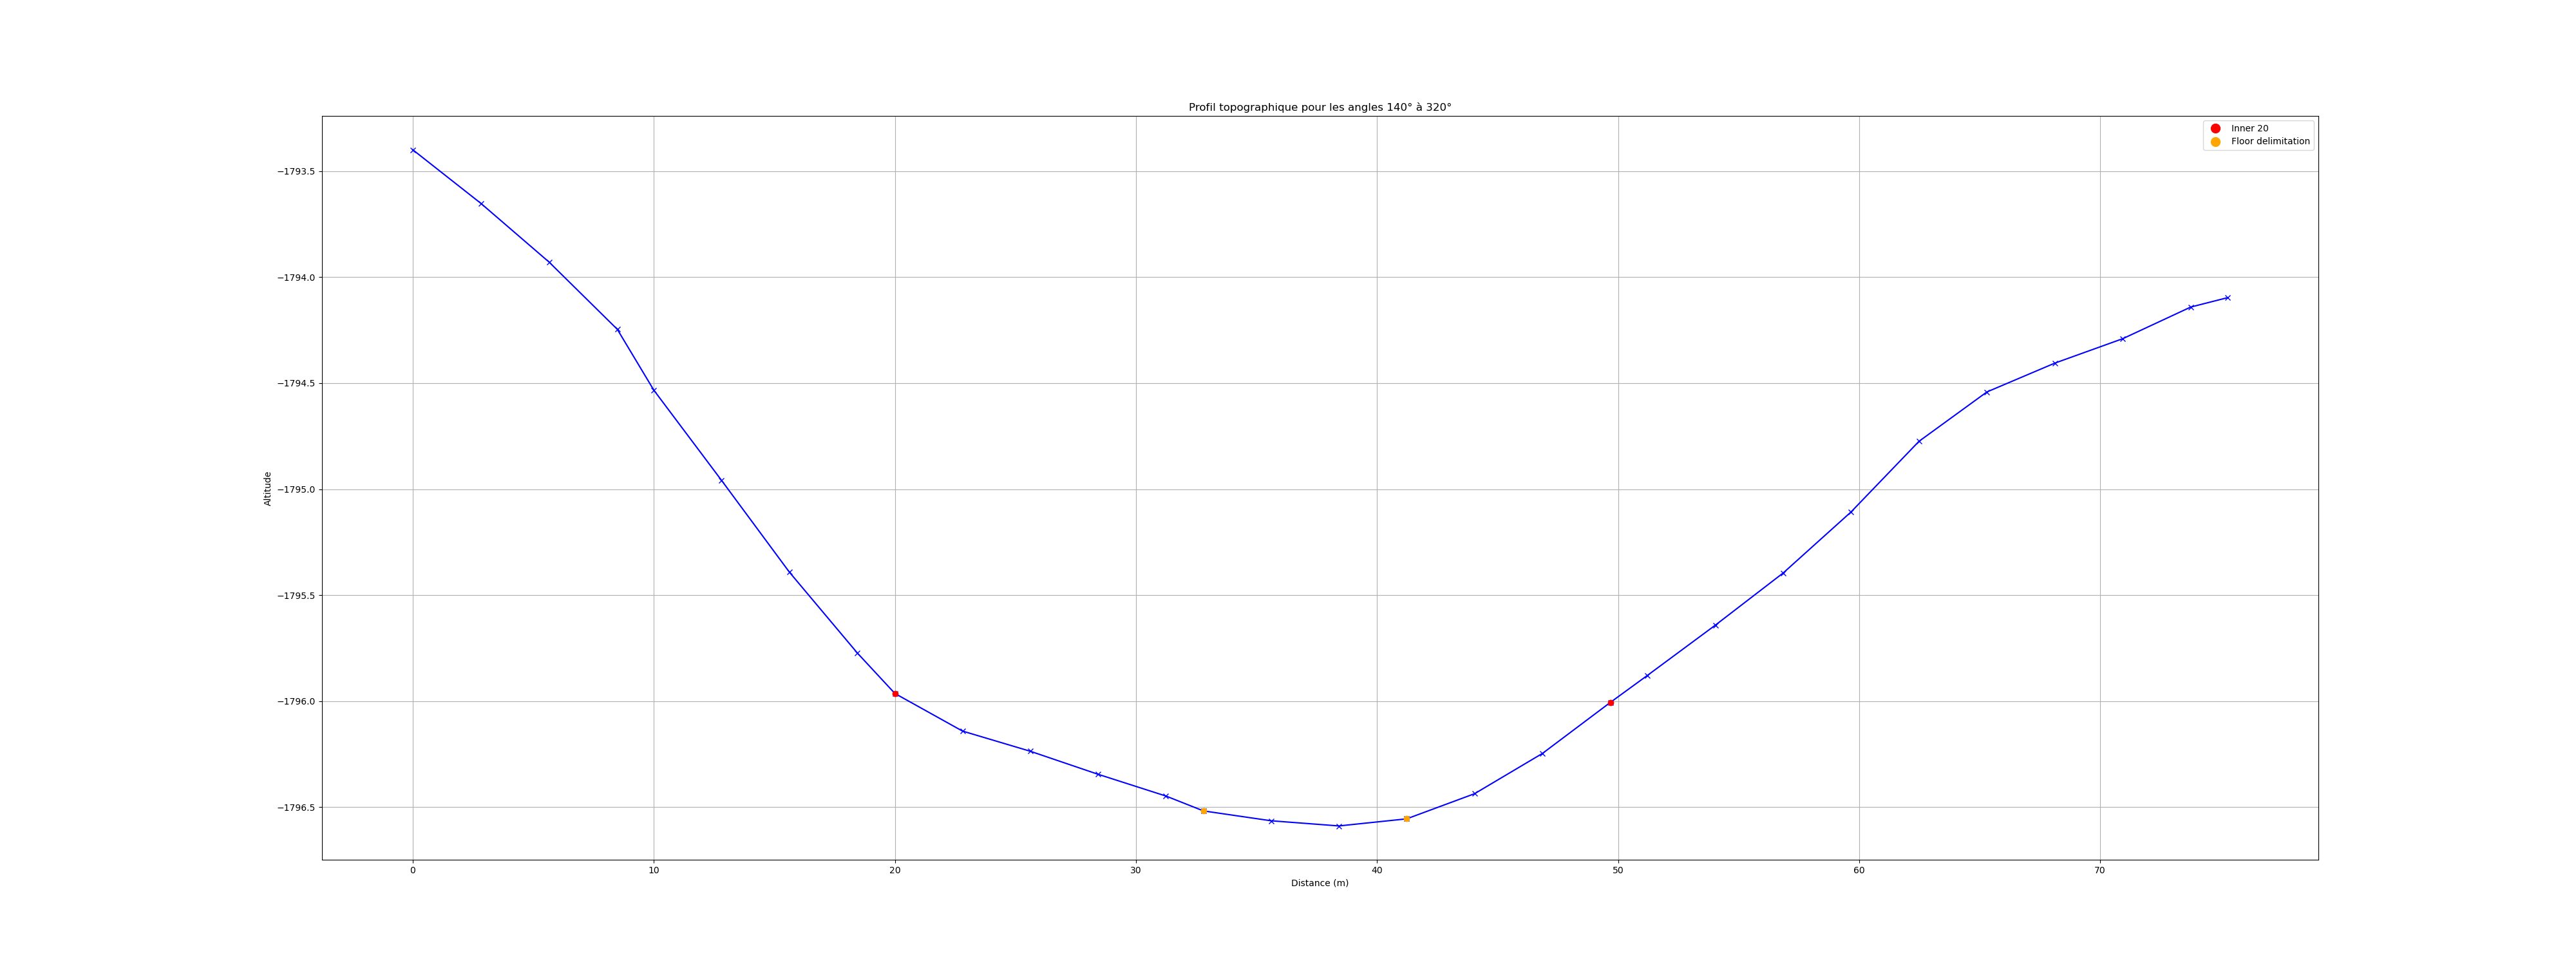 Profil topographique pour les angles 140° à 320°
Inner 20
Floor delimitation
−1793.5
−1794.0
−1794.5
−1795.0
−1795.5
−1796.0
−1796.5
Altitude
0 10 20 30 40 50 60 70
Distance (m)